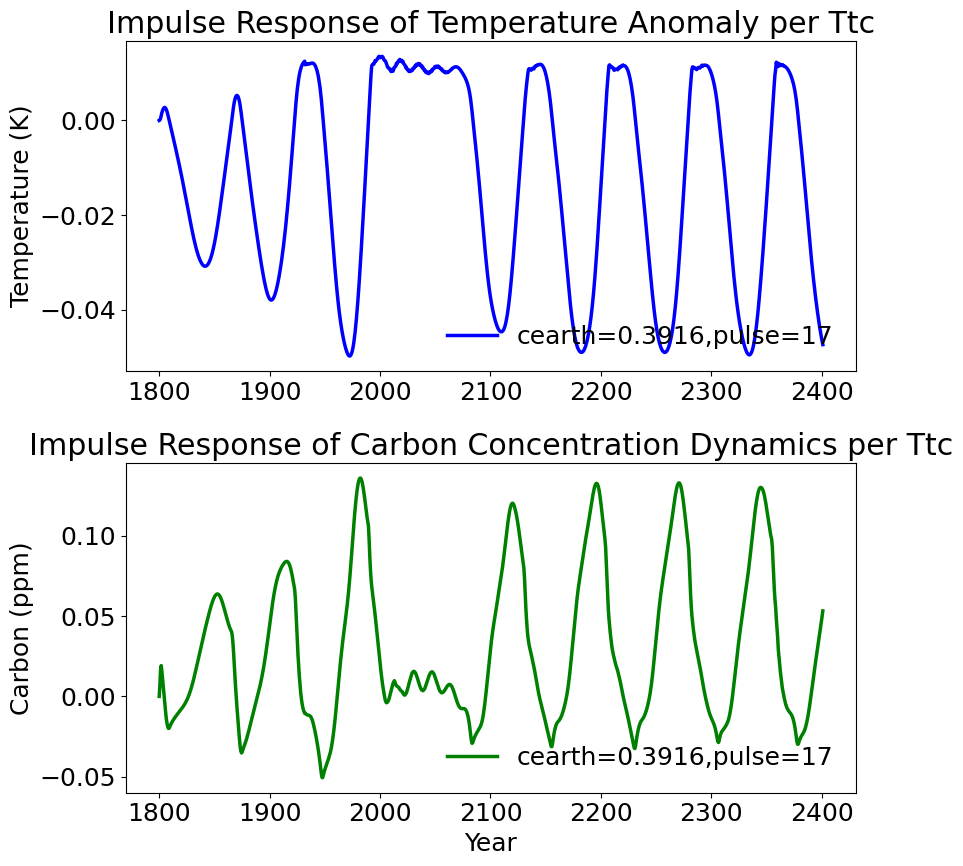 Impulse Response of Temperature Anomaly per Ttc
Temperature (K)
0.00
−0.02
−0.04
cearth=0.3916,pulse=17
1800 1900 2000 2100 2200 2300 2400
Impulse Response of Carbon Concentration Dynamics per Ttc
Carbon (ppm)
0.10
0.05
0.00
−0.05
cearth=0.3916,pulse=17
1800 1900 2000 2100 2200 2300 2400
Year